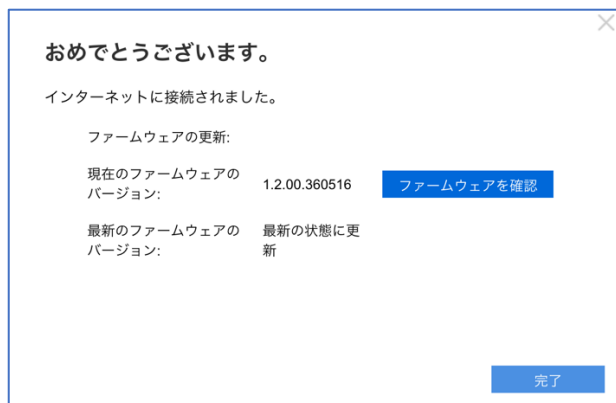 おめでとうございます。
インターネットに接続されました。
ファームウェアの更新:
現在のファームウェアの
バージョン:
1.2.00.360516
ファームウェアを確認
最新のファームウェアの
バージョン:
最新の状態に更
新
完了